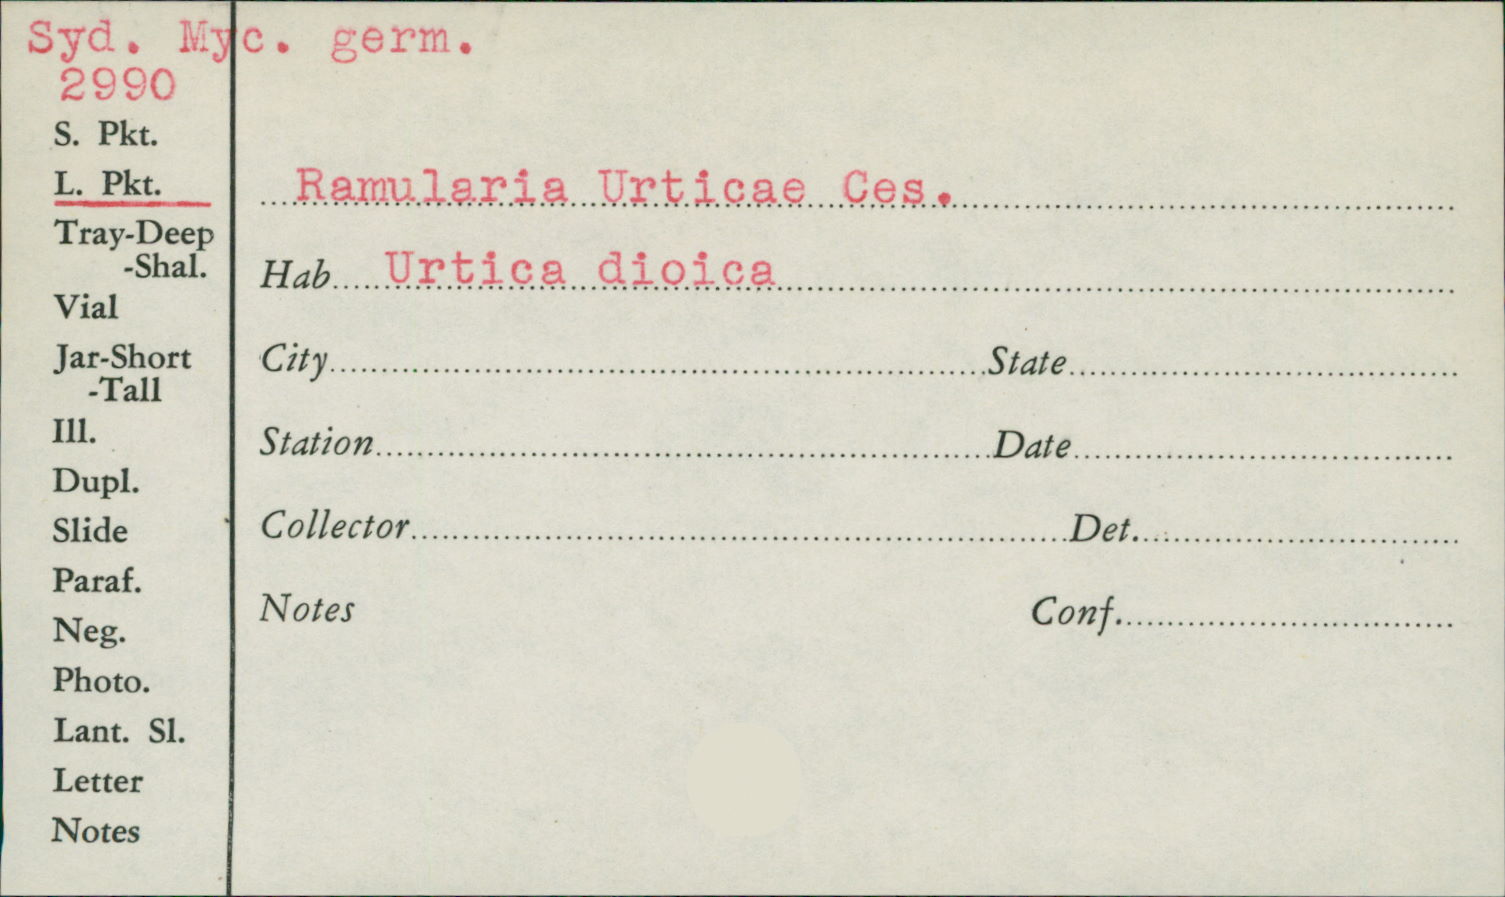 Syd. Myc. germ.
2990
S. Pkt.
L. Pkt.
Tray-Deep
-Shal.
Vial
Jar-Short
-Tall
Ill.
Dupl.
Slide
Paraf.
Neg.
Photo.
Lant. Sl.
Letter
Notes
Ramularia Urticae Ces.
Hab. Urtica dioica
City State
Station Date
Collector Det.
Notes Conf.